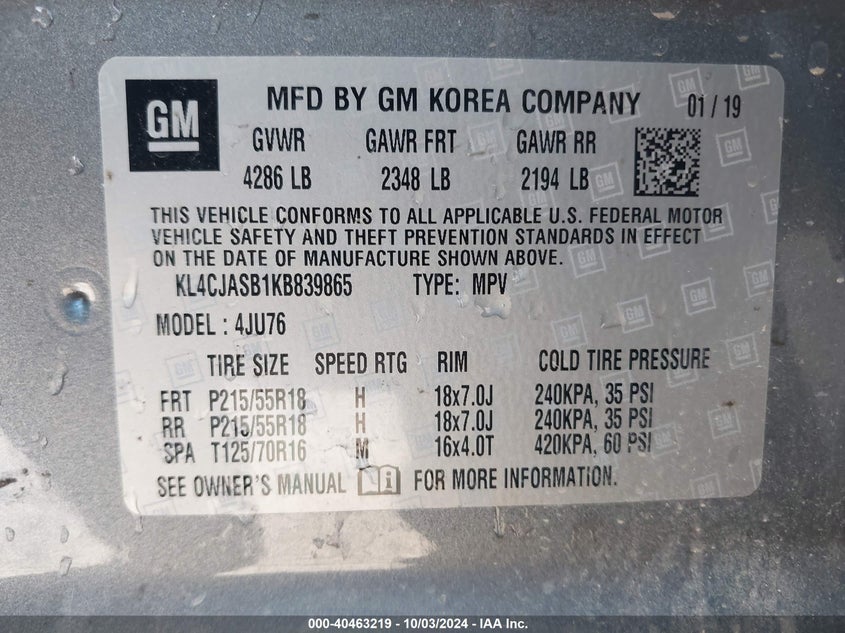 GM
MFD BY GM KOREA COMPANY 01 / 19
GVWR GAWR FRT GAWR RR
4286 LB 2348 LB 2194 LB
THIS VEHICLE CONFORMS TO ALL APPLICABLE U.S. FEDERAL MOTOR
VEHICLE SAFETY AND THEFT PREVENTION STANDARDS IN EFFECT
ON THE DATE OF MANUFACTURE SHOWN ABOVE.
KL4CJASB1KB839865 TYPE: MPV
MODEL : 4JU76
TIRE SIZE SPEED RTG RIM COLD TIRE PRESSURE
FRT P215/55R18 H 18x7.0J 240KPA, 35 PSI
RR P215/55R18 H 18x7.0J 240KPA, 35 PSI
SPA T125/70R16 M 16x4.0T 420KPA, 60 PSI
SEE OWNER'S MANUAL FOR MORE INFORMATION.
000-40463219 - 10/03/2024 - IAA Inc.